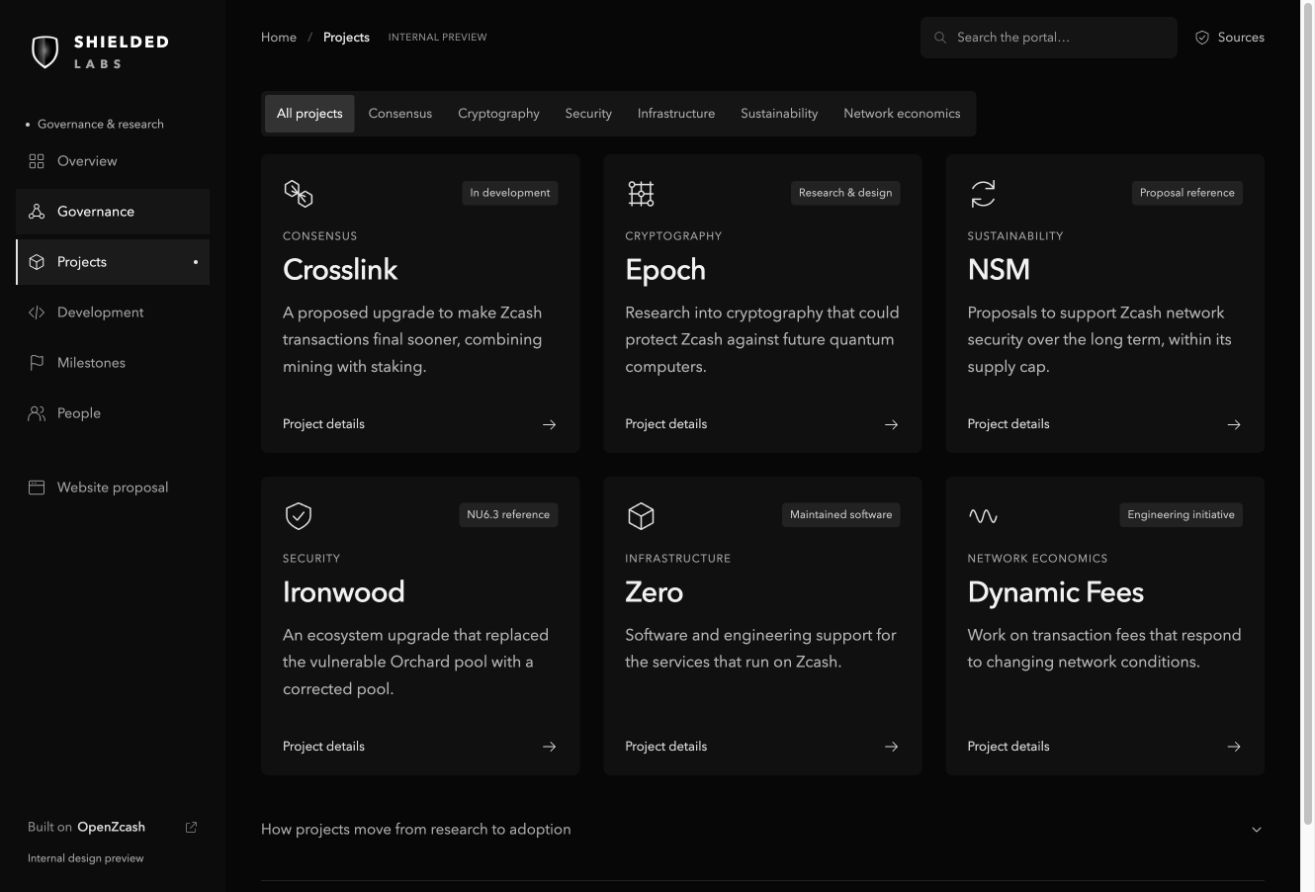 SHIELDED
LABS
Governance & research
Overview
Governance
Projects
Development
Milestones
People
Website proposal
Built on OpenZcash
Internal design preview
Home / Projects INTERNAL PREVIEW
Search the portal...
Sources
All projects Consensus Cryptography Security Infrastructure Sustainability Network economics
In development
CONSENSUS
Crosslink
A proposed upgrade to make Zcash
transactions final sooner, combining
mining with staking.
Project details
Research & design
CRYPTOGRAPHY
Epoch
Research into cryptography that could
protect Zcash against future quantum
computers.
Project details
Proposal reference
SUSTAINABILITY
NSM
Proposals to support Zcash network
security over the long term, within its
supply cap.
Project details
NU6.3 reference
SECURITY
Ironwood
An ecosystem upgrade that replaced
the vulnerable Orchard pool with a
corrected pool.
Project details
Maintained software
INFRASTRUCTURE
Zero
Software and engineering support for
the services that run on Zcash.
Project details
Engineering initiative
NETWORK ECONOMICS
Dynamic Fees
Work on transaction fees that respond
to changing network conditions.
Project details
How projects move from research to adoption